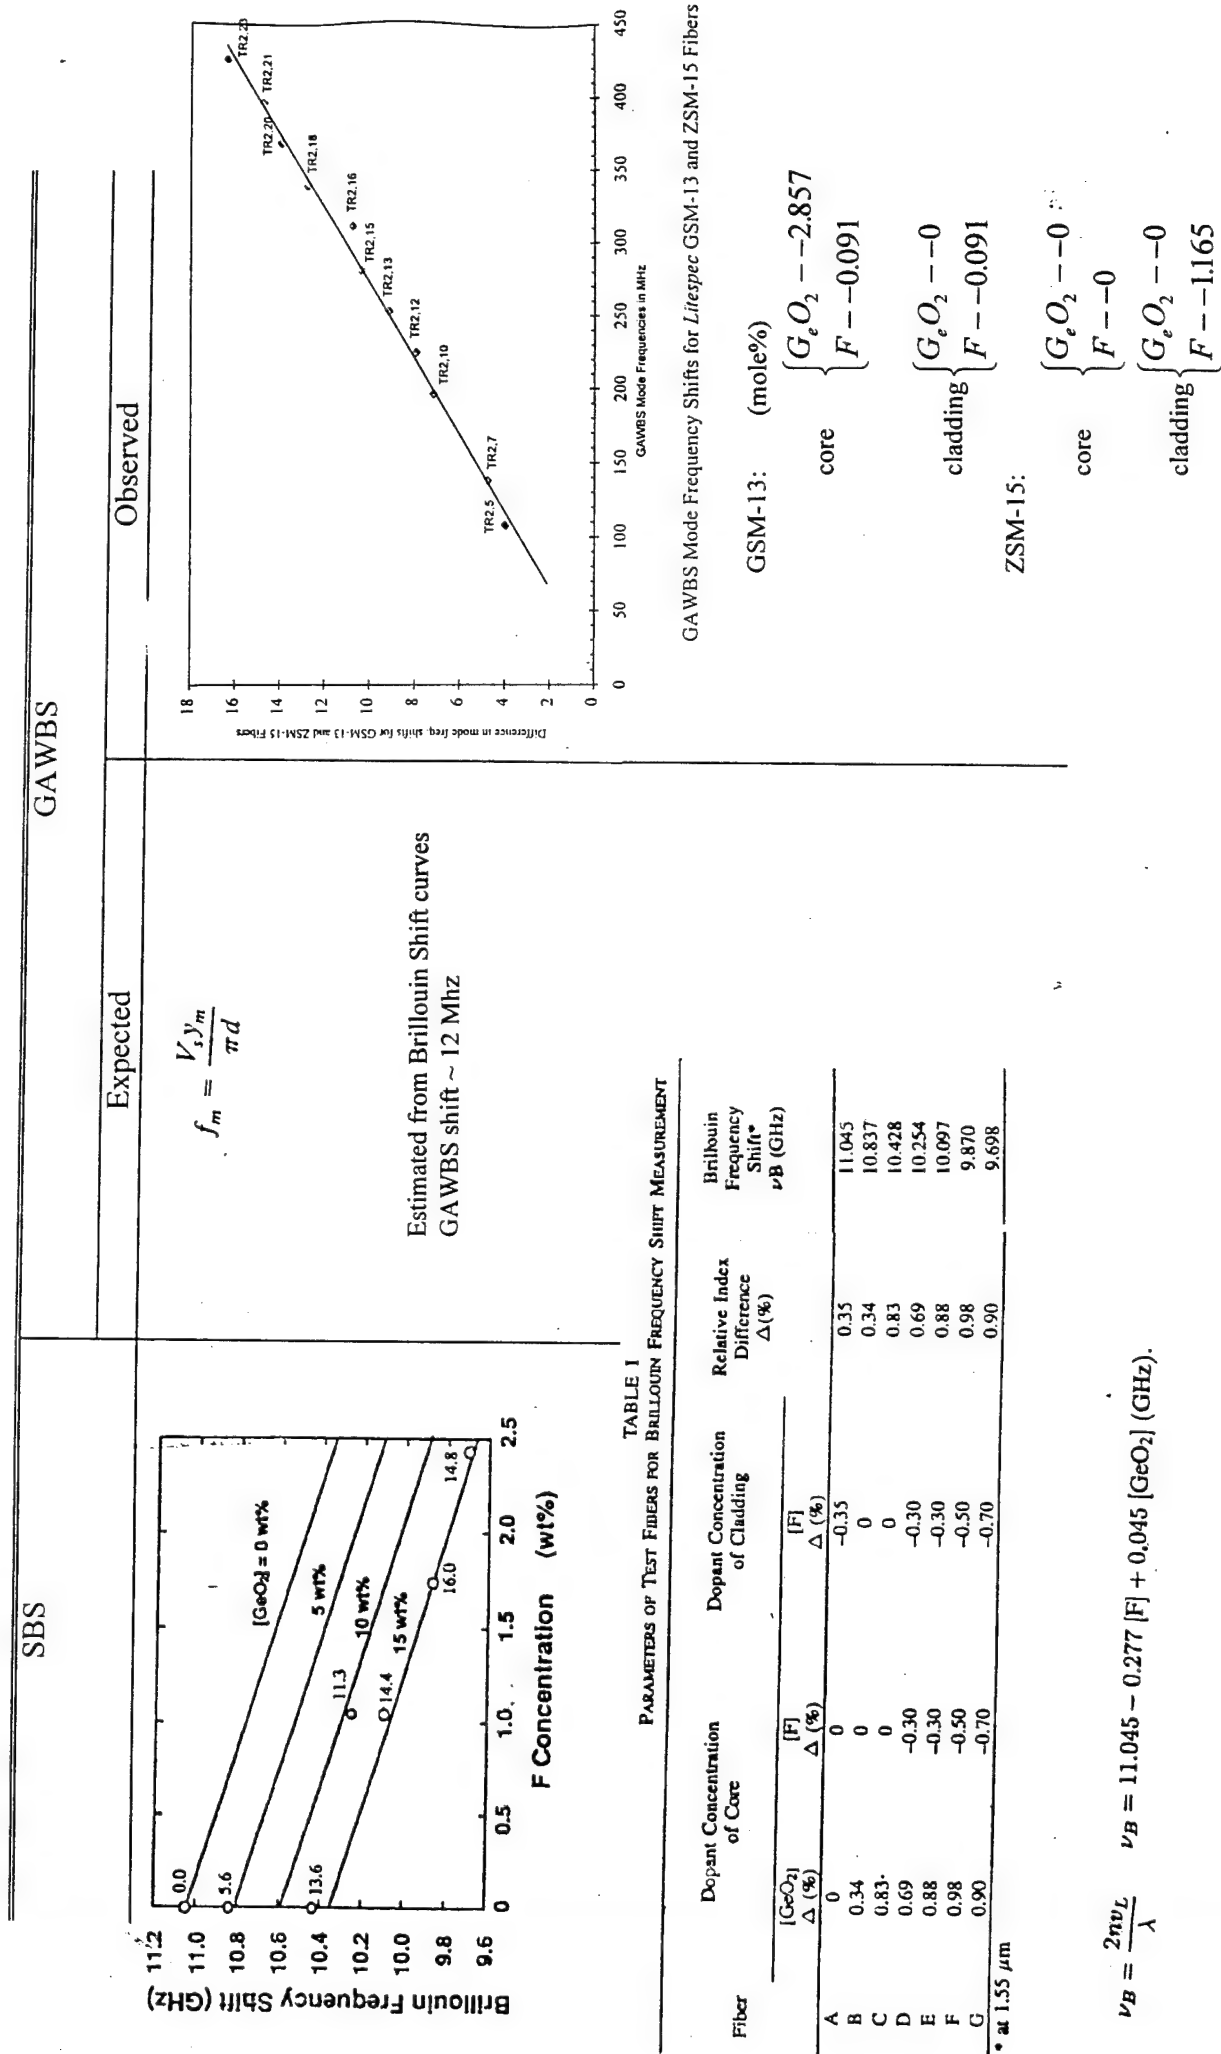 SBS
GAWBS
Expected
Observed
Brillouin Frequency Shift (GHz)
11.2
11.0
10.8
10.6
10.4
10.2
10.0
9.8
9.6
0.0
5.6
13.6
11.3
14.4
16.0
14.8
[GeO₂] = 0 wt%
5 wt%
10 wt%
15 wt%
0
0.5
1.0
1.5
2.0
2.5
F Concentration (wt%)
f_m = V_s y_m / πd
Estimated from Brillouin Shift curves
GAWBS shift ~ 12 Mhz
Difference in mode freq. shifts for GSM-13 and ZSM-15 Fibers
18
16
14
12
10
8
6
4
2
0
TR2,5
TR2,7
TR2,10
TR2,12
TR2,13
TR2,15
TR2,16
TR2,18
TR2,20
TR2,21
TR2,23
0
50
100
150
200
250
300
350
400
450
GAWBS Mode Frequencies in MHz
GAWBS Mode Frequency Shifts for Litespec GSM-13 and ZSM-15 Fibers
TABLE I
PARAMETERS OF TEST FIBERS FOR BRILLOUIN FREQUENCY SHIFT MEASUREMENT
Fiber
Dopant Concentration of Core
Dopant Concentration of Cladding
Relative Index Difference Δ(%)
Brillouin Frequency Shift* νB (GHz)
[GeO₂] Δ (%)
[F] Δ (%)
[F] Δ (%)
A 0 0 -0.35 0.35 11.045
B 0.34 0 0 0.34 10.837
C 0.83 0 0 0.83 10.428
D 0.69 -0.30 -0.30 0.69 10.254
E 0.88 -0.30 -0.30 0.88 10.097
F 0.98 -0.50 -0.50 0.98 9.870
G 0.90 -0.70 -0.70 0.90 9.698
* at 1.55 μm
ν_B = 2nν_L / λ ν_B = 11.045 − 0.277 [F] + 0.045 [GeO₂] (GHz).
GSM-13: (mole%)
core { GₑO₂ −−2.857
F −−0.091
cladding { GₑO₂ −−0
F −−0.091
ZSM-15:
core { GₑO₂ −−0
F −−0
cladding { GₑO₂ −−0
F −−1.165